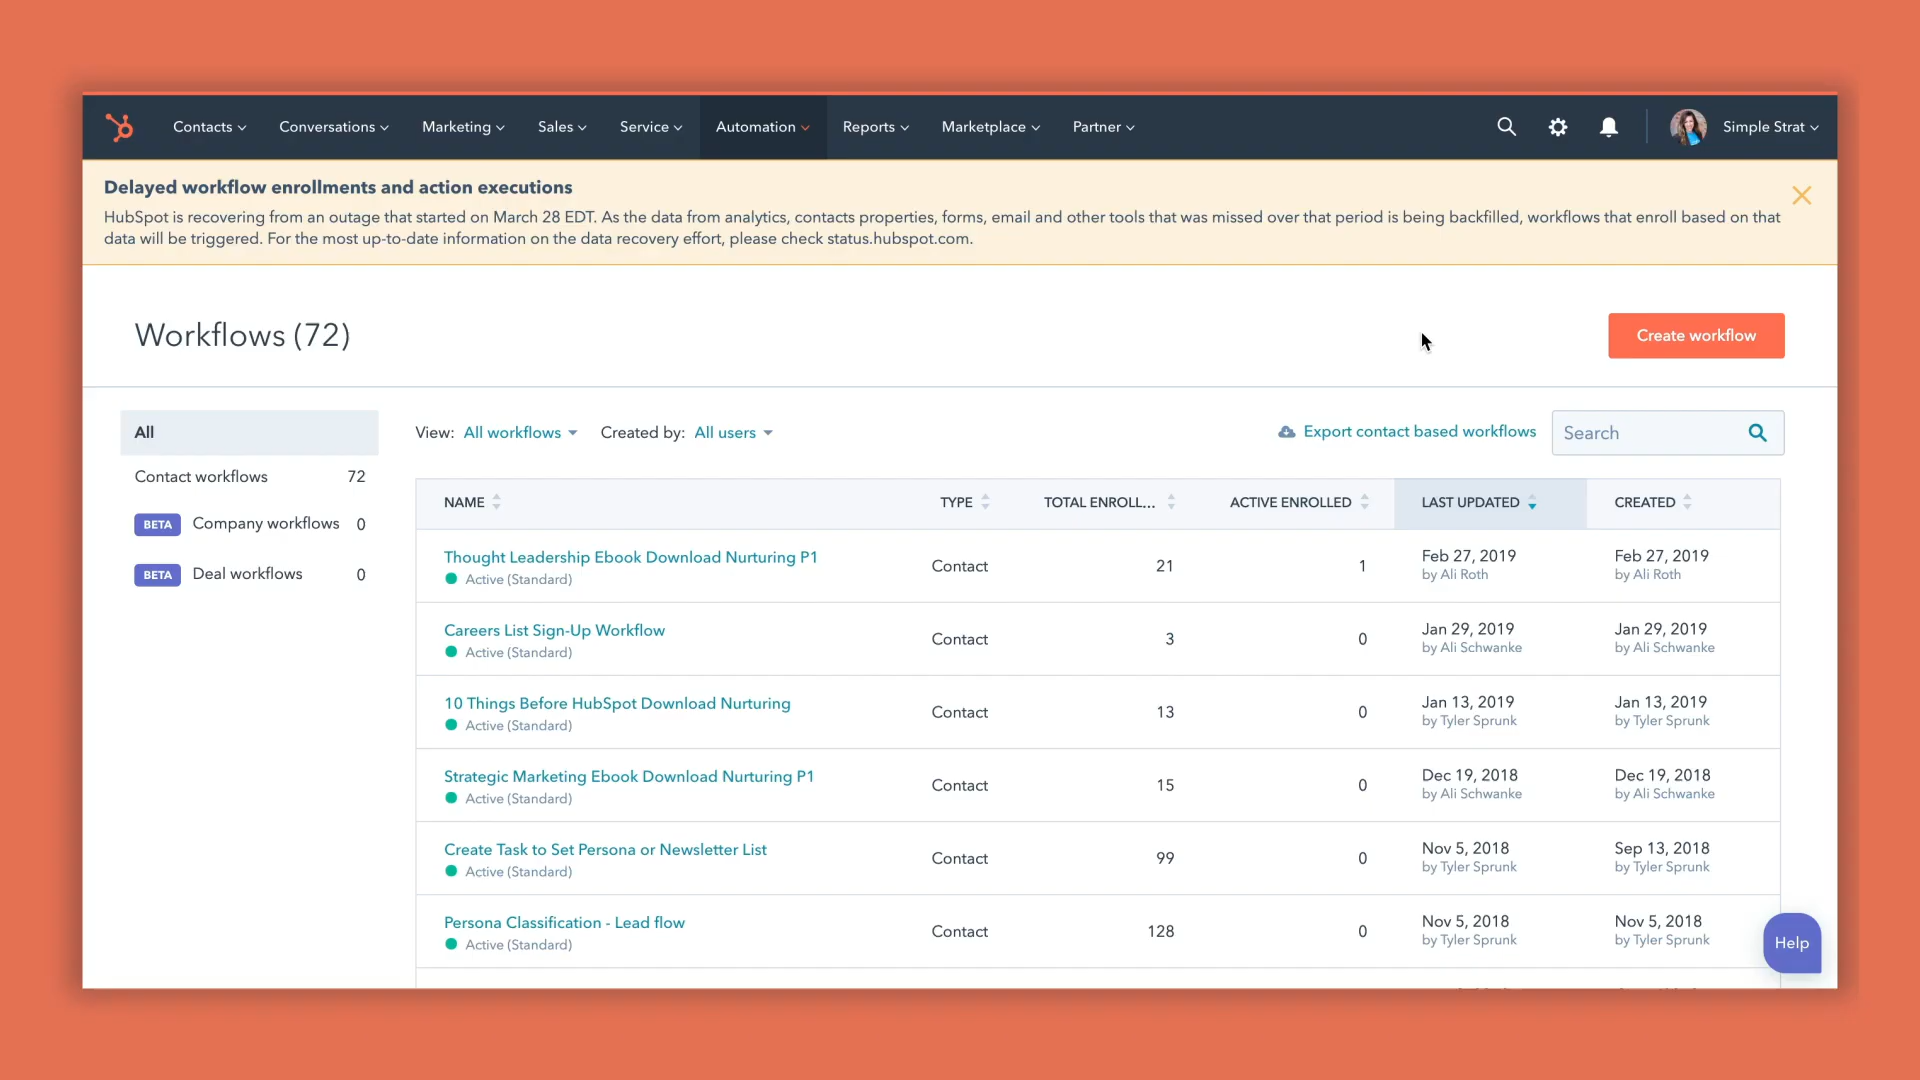 Contacts Conversations Marketing Sales Service Automation Reports Marketplace Partner Simple Strat
Delayed workflow enrollments and action executions
HubSpot is recovering from an outage that started on March 28 EDT. As the data from analytics, contacts properties, forms, email and other tools that was missed over that period is being backfilled, workflows that enroll based on that
data will be triggered. For the most up-to-date information on the data recovery effort, please check status.hubspot.com.
Workflows (72)
Create workflow
All
Contact workflows 72
BETA Company workflows 0
BETA Deal workflows 0
View: All workflows Created by: All users Export contact based workflows Search
NAME TYPE TOTAL ENROLL... ACTIVE ENROLLED LAST UPDATED CREATED
Thought Leadership Ebook Download Nurturing P1 Contact 21 1 Feb 27, 2019 Feb 27, 2019
Active (Standard) by Ali Roth by Ali Roth
Careers List Sign-Up Workflow Contact 3 0 Jan 29, 2019 Jan 29, 2019
Active (Standard) by Ali Schwanke by Ali Schwanke
10 Things Before HubSpot Download Nurturing Contact 13 0 Jan 13, 2019 Jan 13, 2019
Active (Standard) by Tyler Sprunk by Tyler Sprunk
Strategic Marketing Ebook Download Nurturing P1 Contact 15 0 Dec 19, 2018 Dec 19, 2018
Active (Standard) by Ali Schwanke by Ali Schwanke
Create Task to Set Persona or Newsletter List Contact 99 0 Nov 5, 2018 Sep 13, 2018
Active (Standard) by Tyler Sprunk by Tyler Sprunk
Persona Classification - Lead flow Contact 128 0 Nov 5, 2018 Nov 5, 2018
Active (Standard) by Tyler Sprunk by Tyler Sprunk
Help